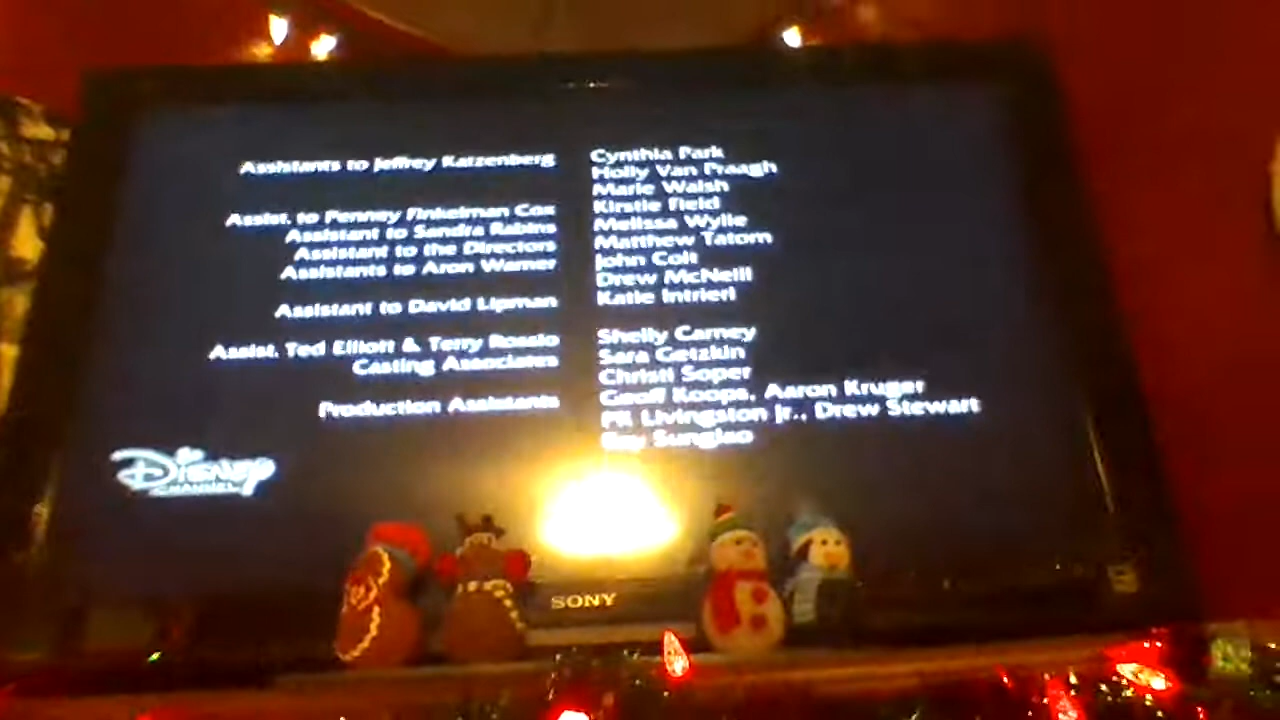 Assistants to Jeffrey Katzenberg Cynthia Park
Holly Van Praagh
Marie Walsh
Assist. to Penney Finkelman Cox Kirstie Field
Assistant to Sandra Rabins Melissa Wylie
Assistant to the Directors Matthew Tatom
Assistants to Aron Warner John Colt
Drew McNeill
Assistant to David Lipman Katie Intrieri
Assist. Ted Elliott & Terry Rossio Shelly Carney
Casting Associates Sara Getzkin
Christi Soper
Production Assistants Geoff Koops, Aaron Kruger
PR Livingston Jr., Drew Stewart
Sungiao
Disney
CHANNEL
SONY